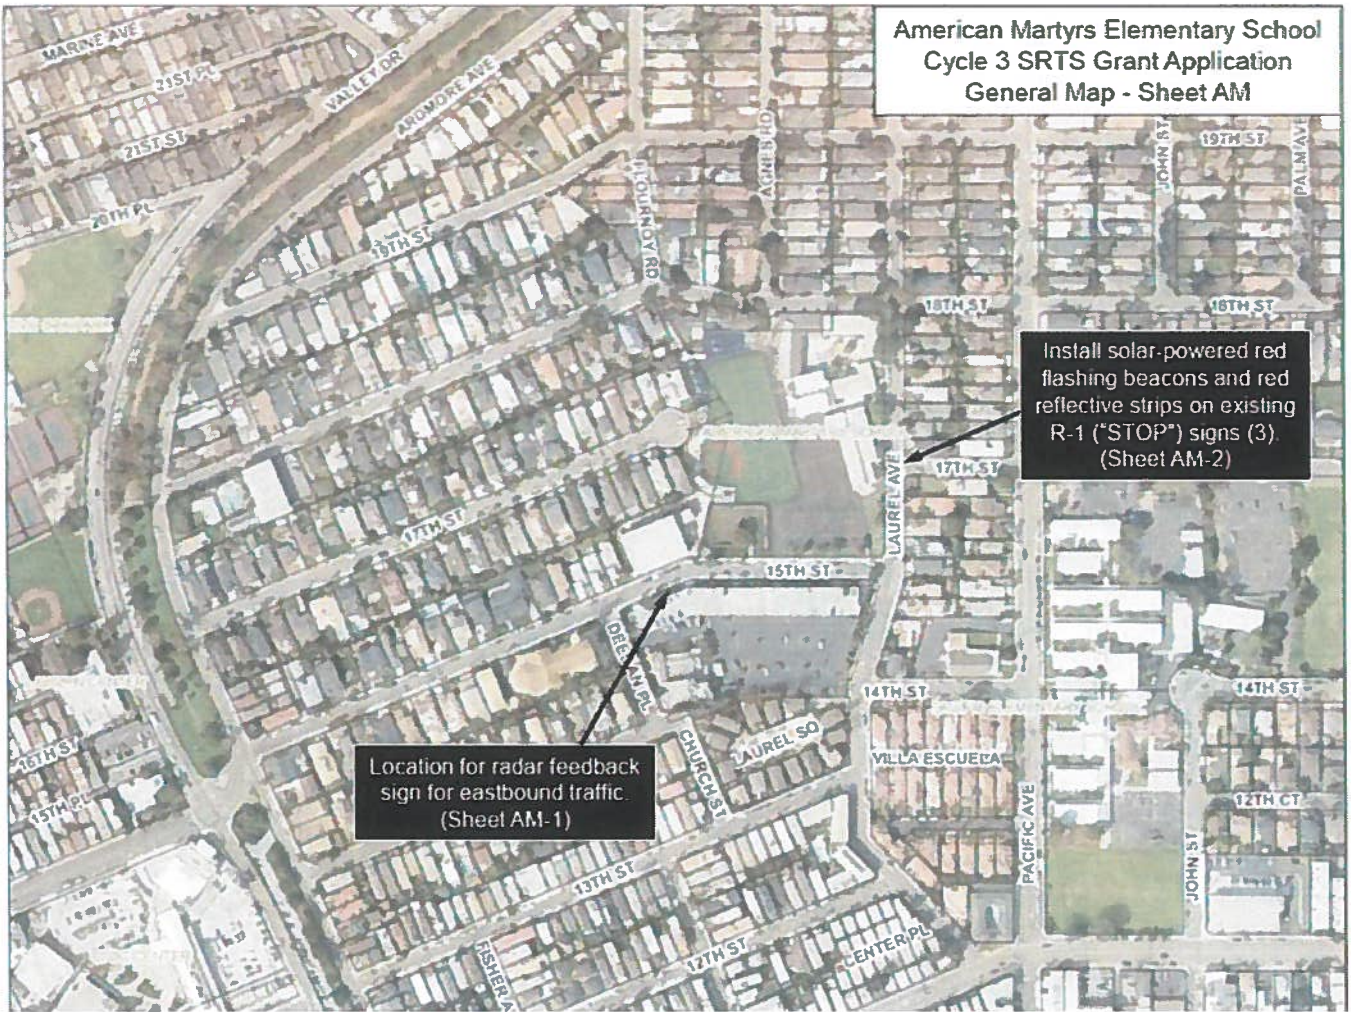 American Martyrs Elementary School
Cycle 3 SRTS Grant Application
General Map - Sheet AM
MARINE AVE
21ST PL
VALLEY DR
ARDMORE AVE
21ST ST
20TH PL
19TH ST
FLOURNOY RD
AGNES RD
JOHN ST
19TH ST
PALM AVE
18TH ST
18TH ST
Install solar-powered red
flashing beacons and red
reflective strips on existing
R-1 ("STOP") signs (3).
(Sheet AM-2)
17TH ST
LAUREL AVE
17TH ST
15TH ST
DEEGAN PL
14TH ST
14TH ST
16TH ST
15TH PL
Location for radar feedback
sign for eastbound traffic.
(Sheet AM-1)
CHURCH ST
LAUREL SQ
VILLA ESCUELA
PACIFIC AVE
12TH CT
JOHN ST
13TH ST
12TH ST
CENTER PL
FISHER A